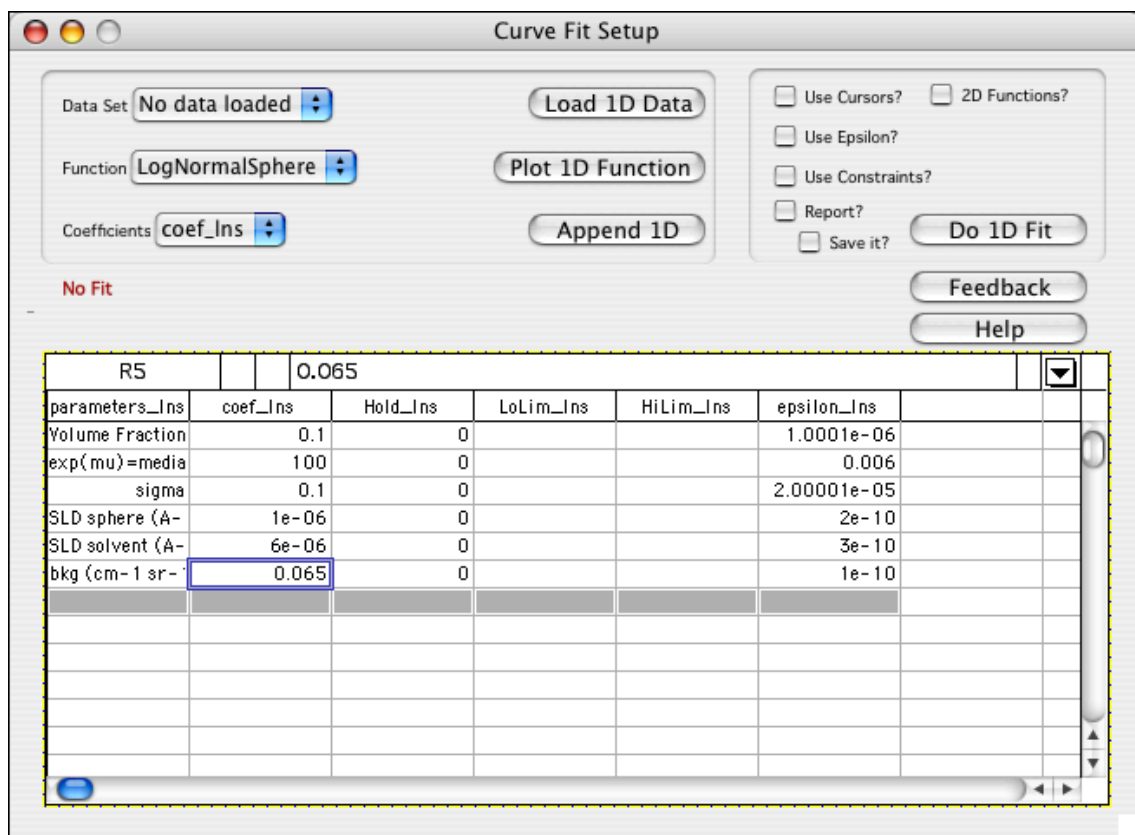 Curve Fit Setup
Data Set No data loaded
Load 1D Data
Function LogNormalSphere
Plot 1D Function
Coefficients coef_lns
Append 1D
Use Cursors?
2D Functions?
Use Epsilon?
Use Constraints?
Report?
Save it?
Do 1D Fit
No Fit
Feedback
Help
R5 0.065
parameters_lns coef_lns Hold_lns LoLim_lns HiLim_lns epsilon_lns
Volume Fraction 0.1 0 1.0001e-06
exp(mu)=media 100 0 0.006
sigma 0.1 0 2.00001e-05
SLD sphere (A- 1e-06 0 2e-10
SLD solvent (A- 6e-06 0 3e-10
bkg (cm-1 sr- 0.065 0 1e-10